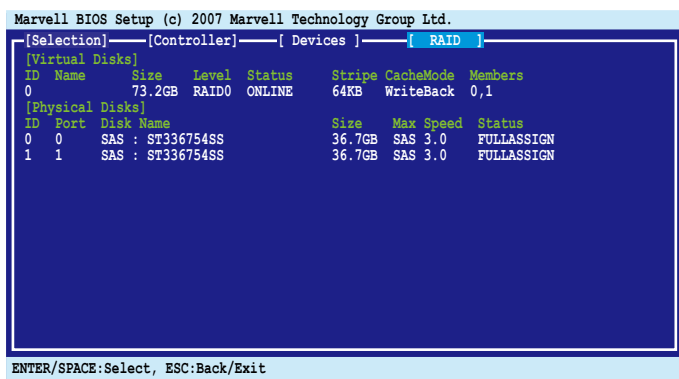 Marvell BIOS Setup (c) 2007 Marvell Technology Group Ltd.
[Selection] [Controller] [ Devices ] [ RAID ]
[Virtual Disks]
ID Name Size Level Status Stripe CacheMode Members
0 73.2GB RAID0 ONLINE 64KB WriteBack 0,1
[Physical Disks]
ID Port Disk Name Size Max Speed Status
0 0 SAS : ST336754SS 36.7GB SAS 3.0 FULLASSIGN
1 1 SAS : ST336754SS 36.7GB SAS 3.0 FULLASSIGN
ENTER/SPACE:Select, ESC:Back/Exit